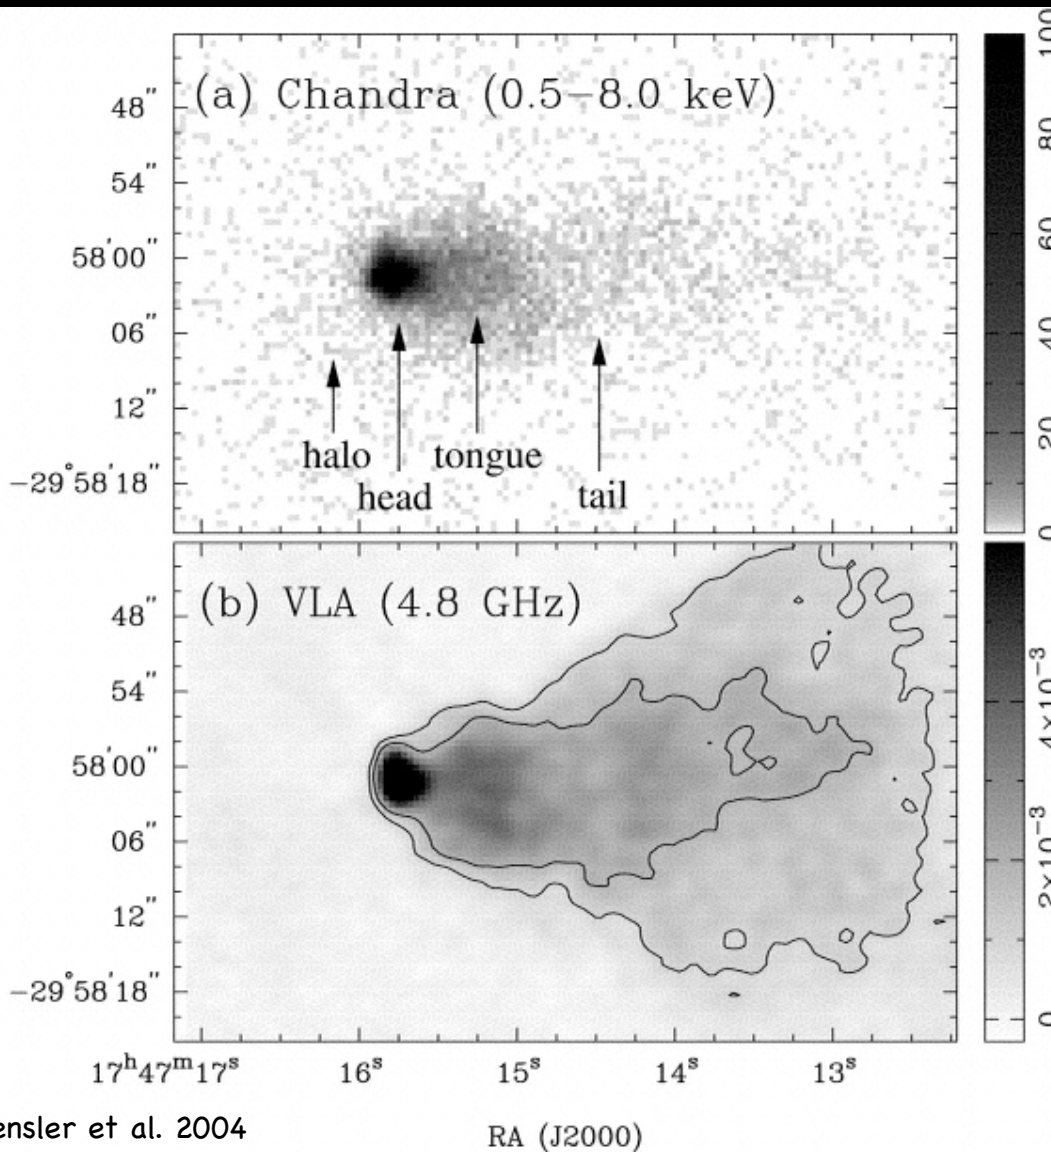 (a) Chandra (0.5–8.0 keV)
48"
54"
58'00"
06"
12"
−29°58'18"
halo
head
tongue
tail
100
80
60
40
20
0
(b) VLA (4.8 GHz)
48"
54"
58'00"
06"
12"
−29°58'18"
4×10⁻³
2×10⁻³
0
17ʰ47ᵐ17ˢ
16ˢ
15ˢ
14ˢ
13ˢ
ensler et al. 2004
RA (J2000)